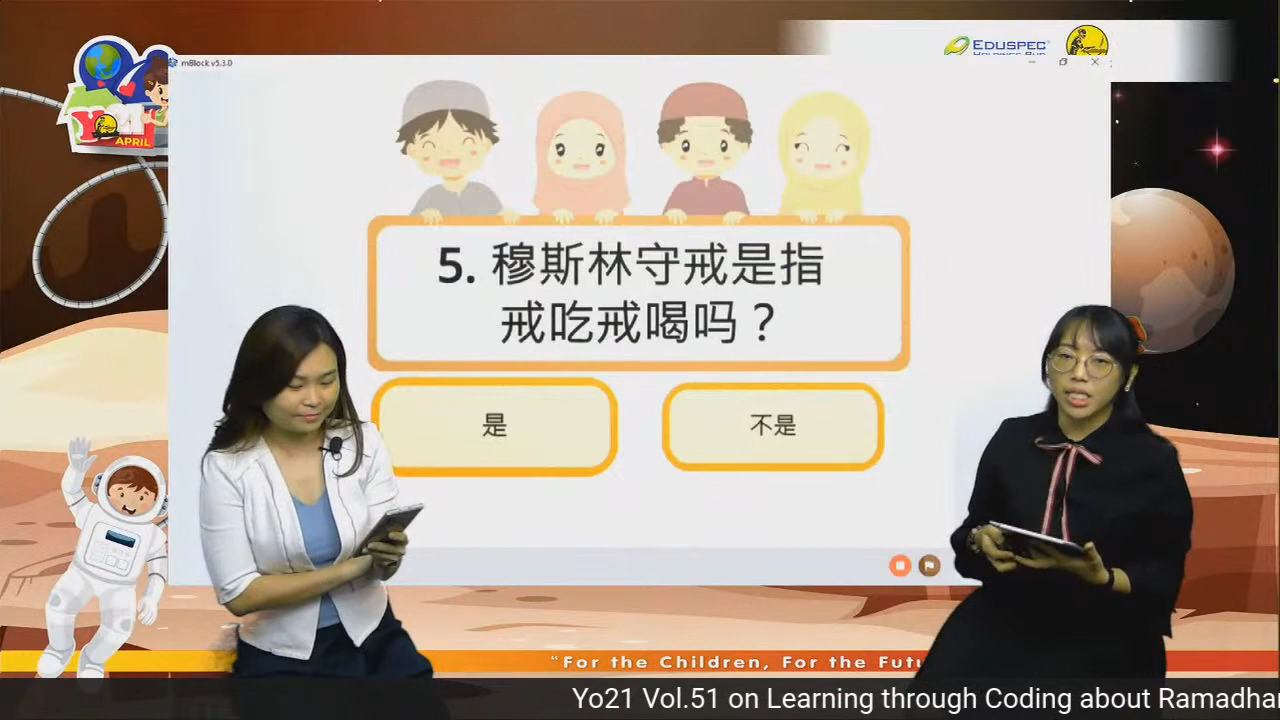 EDUSPEC
mBlock v5.3.0
APRIL
5. 穆斯林守戒是指
戒吃戒喝吗？
是
不是
"For the Children, For the Futu
Yo21 Vol.51 on Learning through Coding about Ramadhan